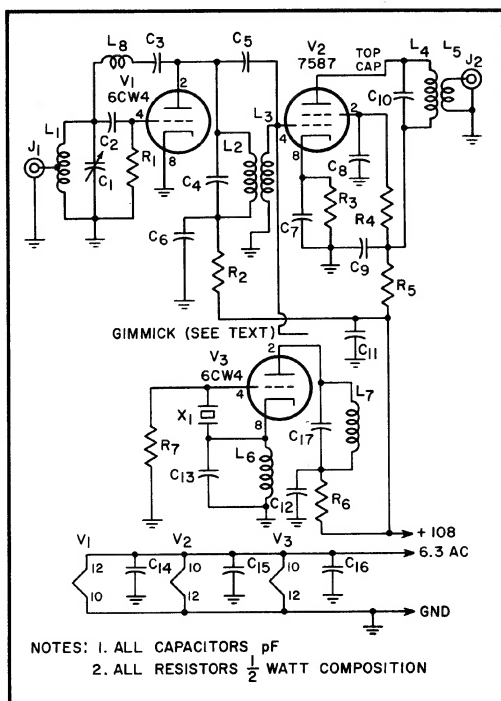 L8 C3 C5 V2 TOP L4 L5 J2
V1 7587 CAP
6CW4
2 C10
J1 L1 4 L3 4 2
C2 R1 8 L2 8 C8
C1 C4 R3 R4
C6 C7 C9
R2 R5
GIMMICK (SEE TEXT) C11
V3 2
6CW4
4 L7
X1 8 C17
R7 L6
C13 C12 R6
+ 108
V1 V2 V3 6.3 AC
12 C14 10 C15 10 C16
10 12 12
GND
NOTES: 1. ALL CAPACITORS pF
2. ALL RESISTORS 1/2 WATT COMPOSITION